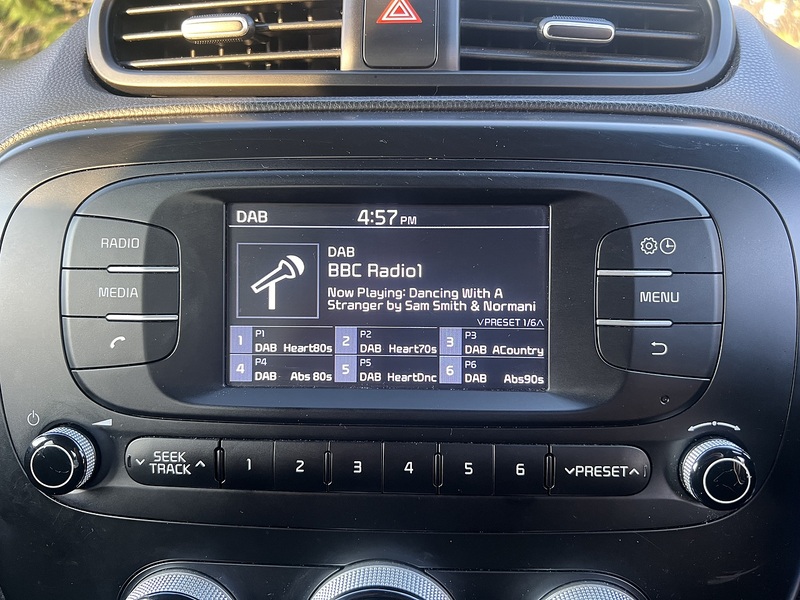 DAB 4:57 PM
RADIO
MEDIA
DAB
BBC Radio1
Now Playing: Dancing With A
Stranger by Sam Smith & Normani
PRESET 1/6
1 P1 DAB Heart80s
2 P2 DAB Heart70s
3 P3 DAB ACountry
4 P4 DAB Abs 80s
5 P5 DAB HeartDnc
6 P6 DAB Abs90s
MENU
SEEK
TRACK
1 2 3 4 5 6
PRESET